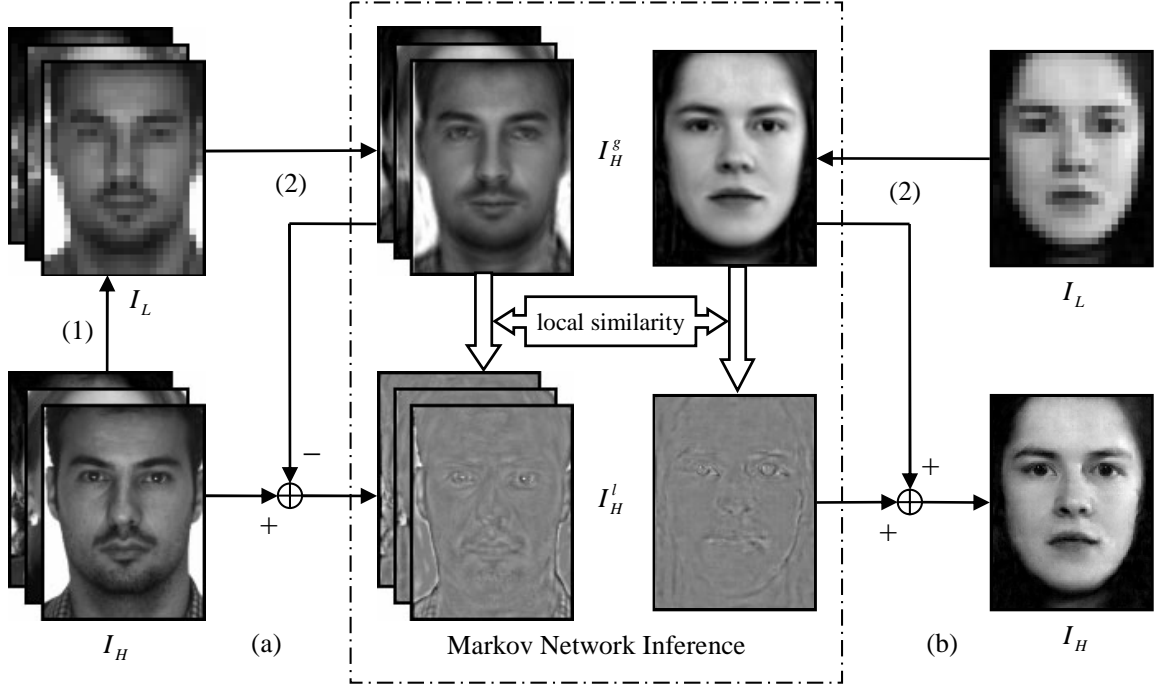 I_H^g
(2)
(2)
I_L
I_L
(1)
local similarity
−
+
I_H^l
+
+
I_H
(a)
Markov Network Inference
(b)
I_H